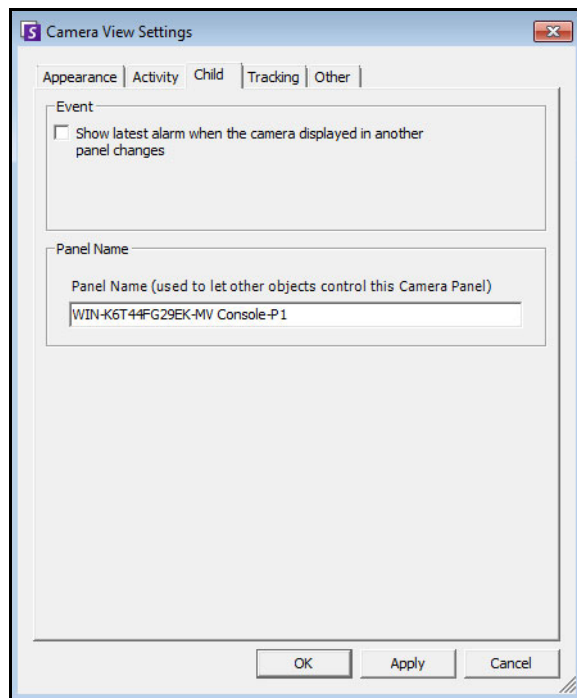 S Camera View Settings
Appearance Activity Child Tracking Other
Event
Show latest alarm when the camera displayed in another
panel changes
Panel Name
Panel Name (used to let other objects control this Camera Panel)
WIN-K6T44FG29EK-MV Console-P1
OK Apply Cancel